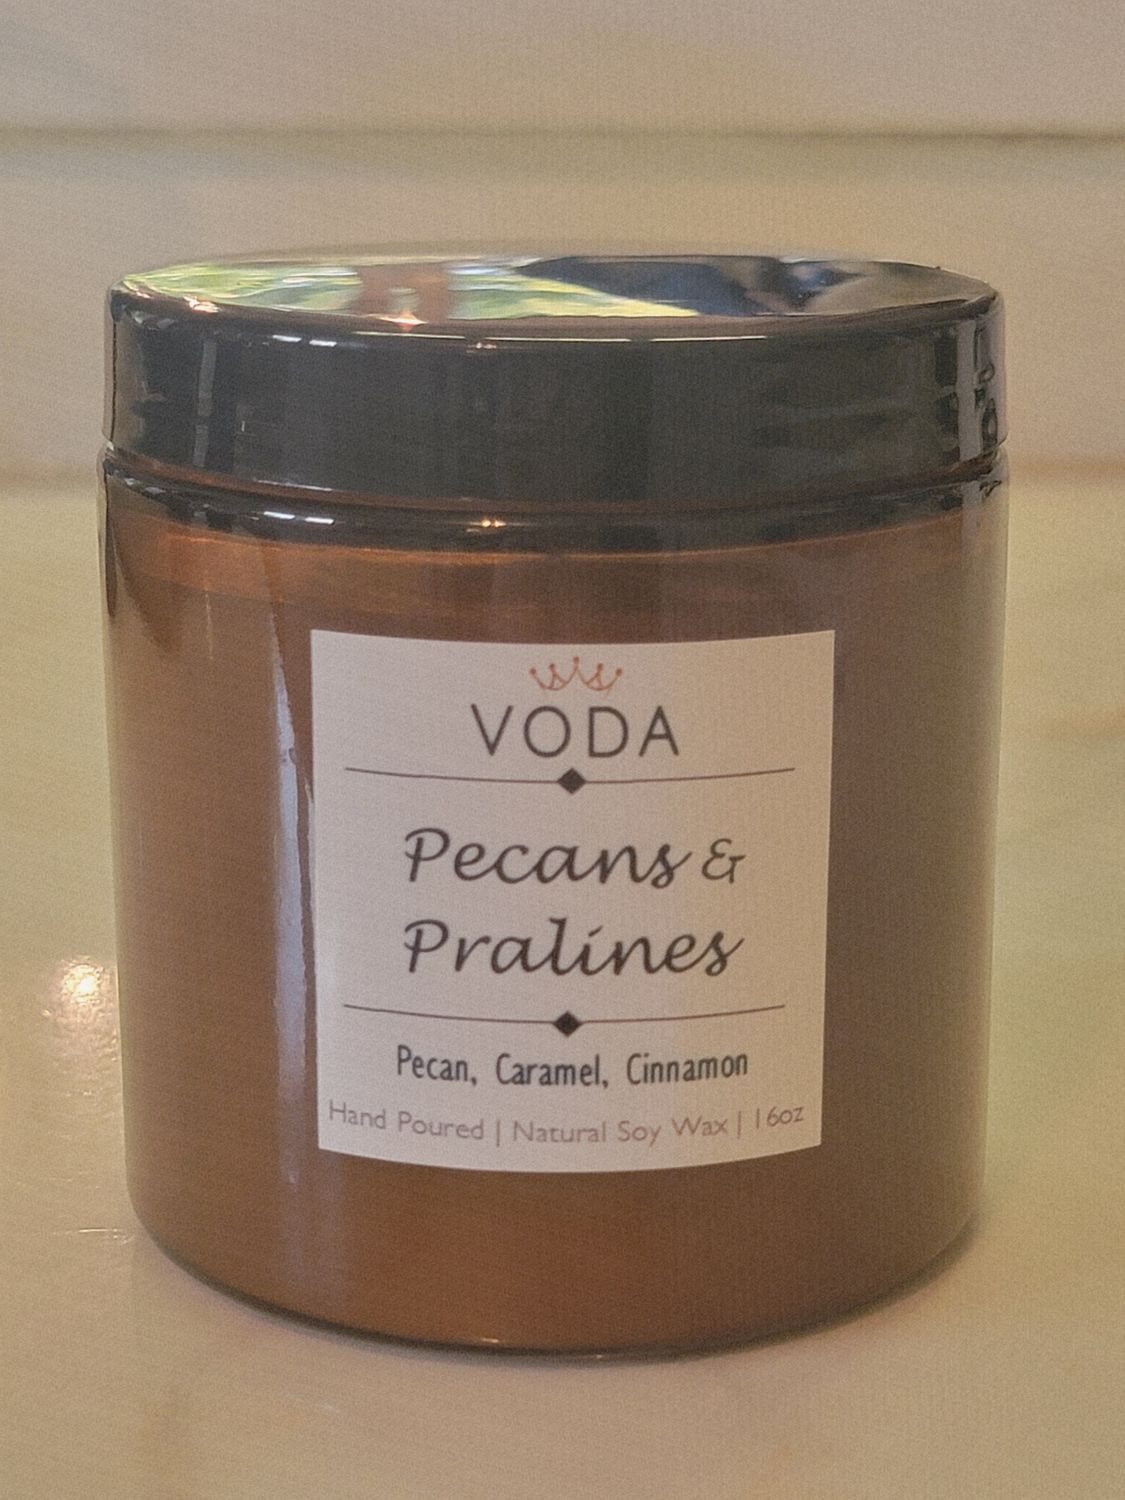 VODA
Pecans &
Pralines
Pecan, Caramel, Cinnamon
Hand Poured | Natural Soy Wax | 16oz